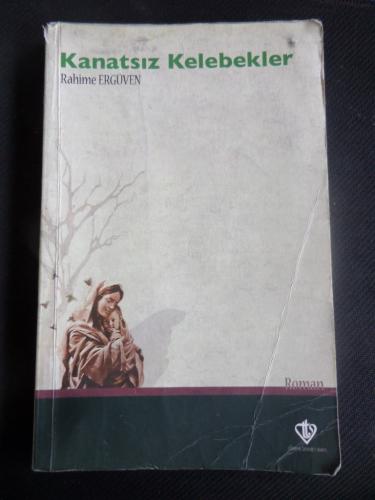 Kanatsız Kelebekler
Rahime ERGÜVEN
Roman